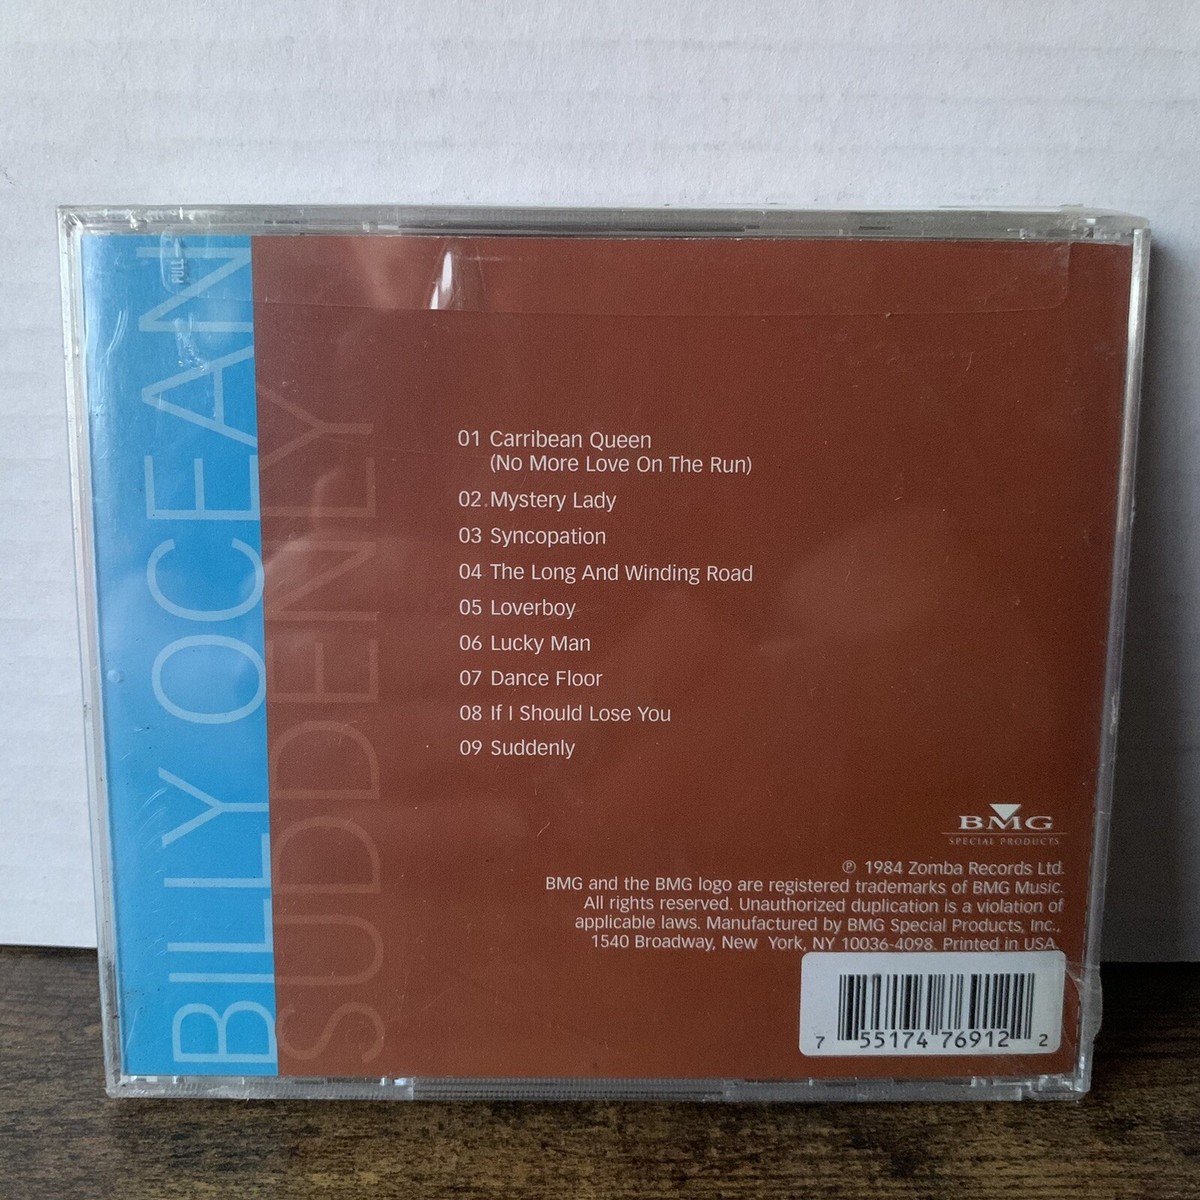 PULL
BILLY OCEAN
SUDDENLY
01 Carribean Queen
(No More Love On The Run)
02 Mystery Lady
03 Syncopation
04 The Long And Winding Road
05 Loverboy
06 Lucky Man
07 Dance Floor
08 If I Should Lose You
09 Suddenly
BMG
SPECIAL PRODUCTS
℗ 1984 Zomba Records Ltd.
BMG and the BMG logo are registered trademarks of BMG Music.
All rights reserved. Unauthorized duplication is a violation of
applicable laws. Manufactured by BMG Special Products, Inc.,
1540 Broadway, New York, NY 10036-4098. Printed in USA.
7 55174 76912 2